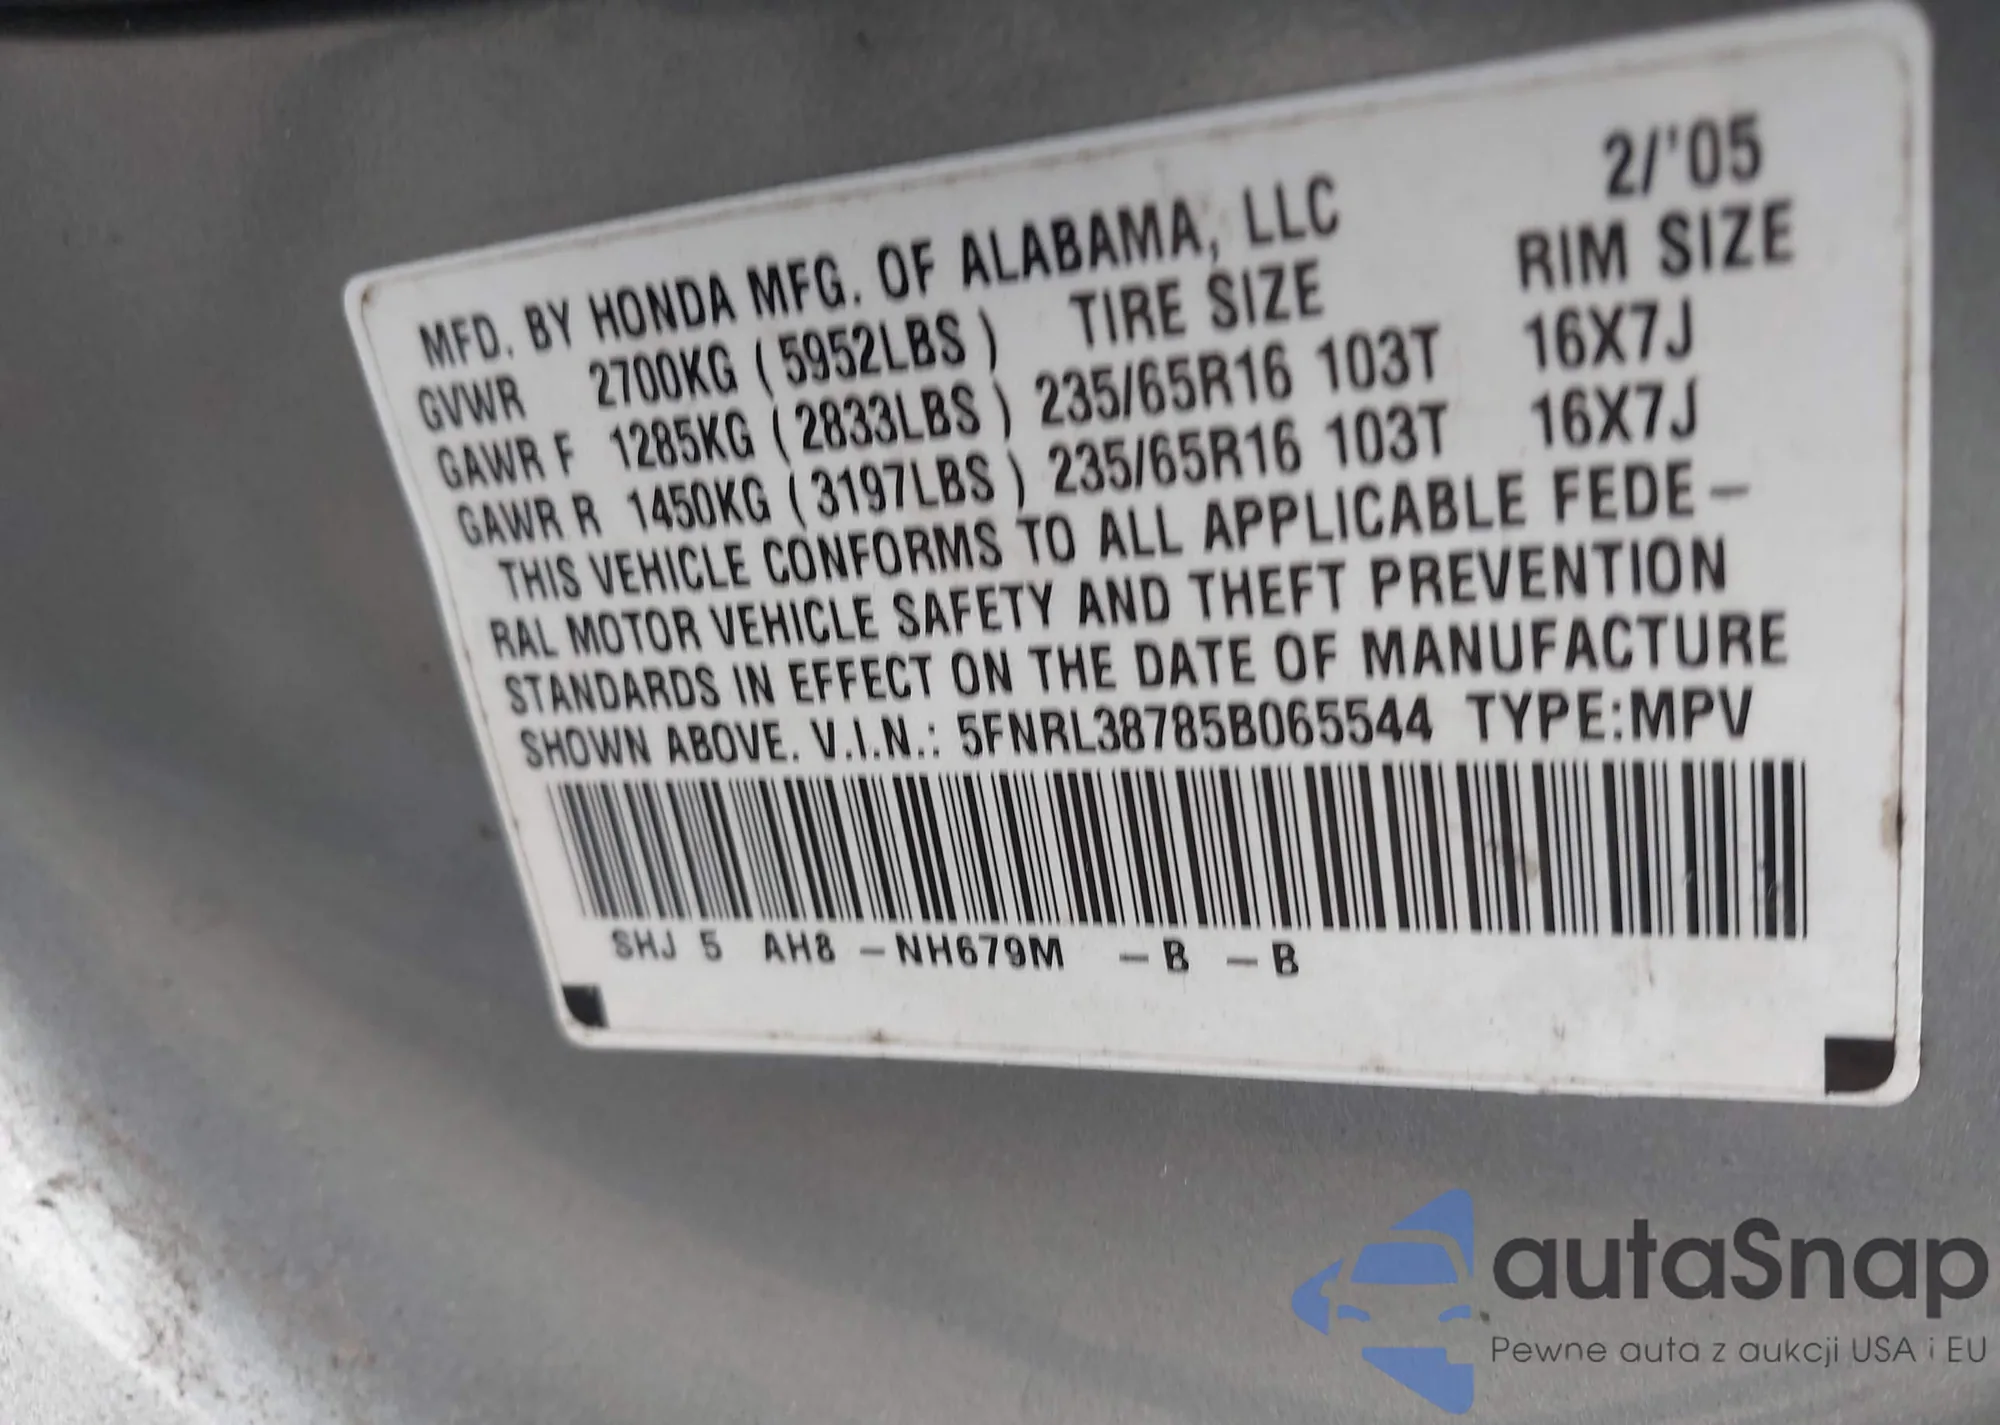 2/'05
MFD. BY HONDA MFG. OF ALABAMA, LLC
TIRE SIZE RIM SIZE
GVWR 2700KG (5952LBS)
GAWR F 1285KG (2833LBS) 235/65R16 103T 16X7J
GAWR R 1450KG (3197LBS) 235/65R16 103T 16X7J
THIS VEHICLE CONFORMS TO ALL APPLICABLE FEDE-
RAL MOTOR VEHICLE SAFETY AND THEFT PREVENTION
STANDARDS IN EFFECT ON THE DATE OF MANUFACTURE
SHOWN ABOVE. V.I.N.: 5FNRL38785B065544 TYPE:MPV
SHJ 5 AH8 -NH679M -B -B
autaSnap
Pewne auta z aukcji USA i EU